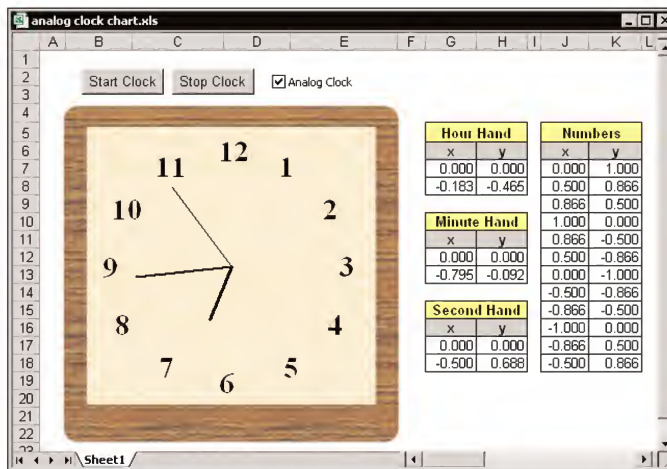 analog clock chart.xls
A B C D E F G H I J K L
1
2 Start Clock Stop Clock Analog Clock
3
4
5 Hour Hand Numbers
6 x y x y
7 0.000 0.000 0.000 1.000
8 -0.183 -0.465 0.500 0.866
9 0.866 0.500
10 Minute Hand 1.000 0.000
11 x y 0.866 -0.500
12 0.000 0.000 0.500 -0.866
13 -0.795 -0.092 0.000 -1.000
14 -0.500 -0.866
15 Second Hand -0.866 -0.500
16 x y -1.000 0.000
17 0.000 0.000 -0.866 0.500
18 -0.500 0.688 -0.500 0.866
19
20
21
22
23
12
1
2
3
4
5
6
7
8
9
10
11
Sheet1